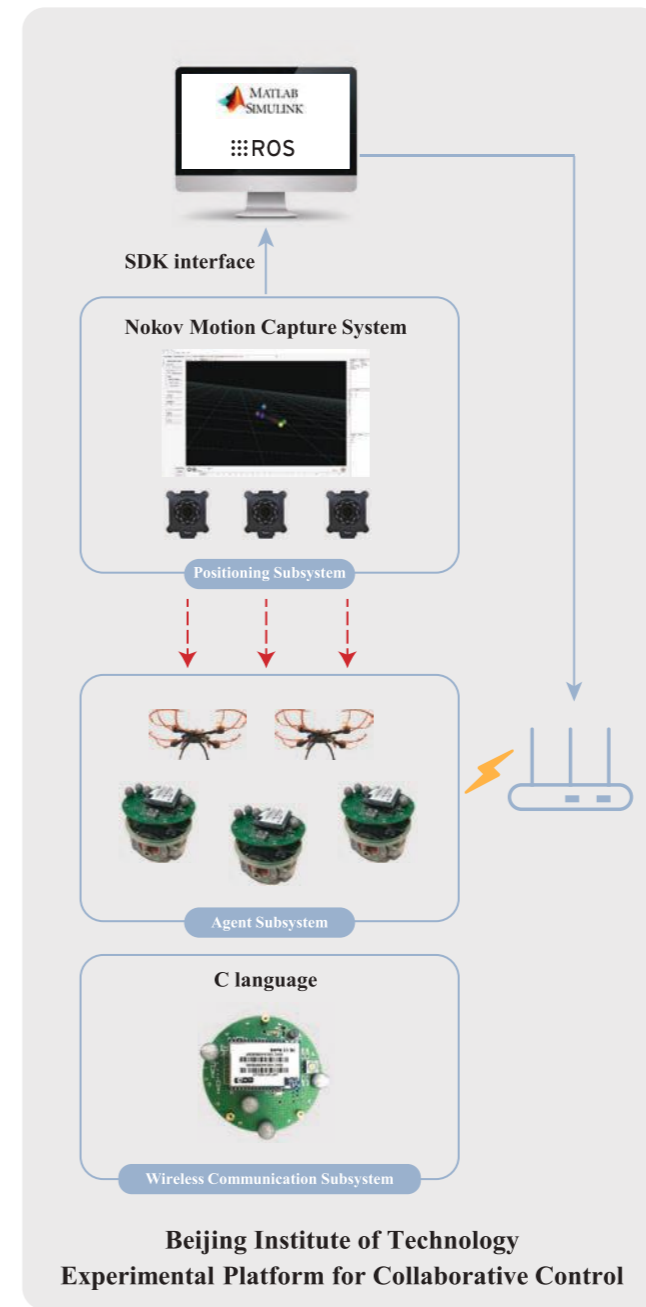 MATLAB
SIMULINK
ROS
SDK interface
Nokov Motion Capture System
Positioning Subsystem
Agent Subsystem
C language
Wireless Communication Subsystem
Beijing Institute of Technology
Experimental Platform for Collaborative Control